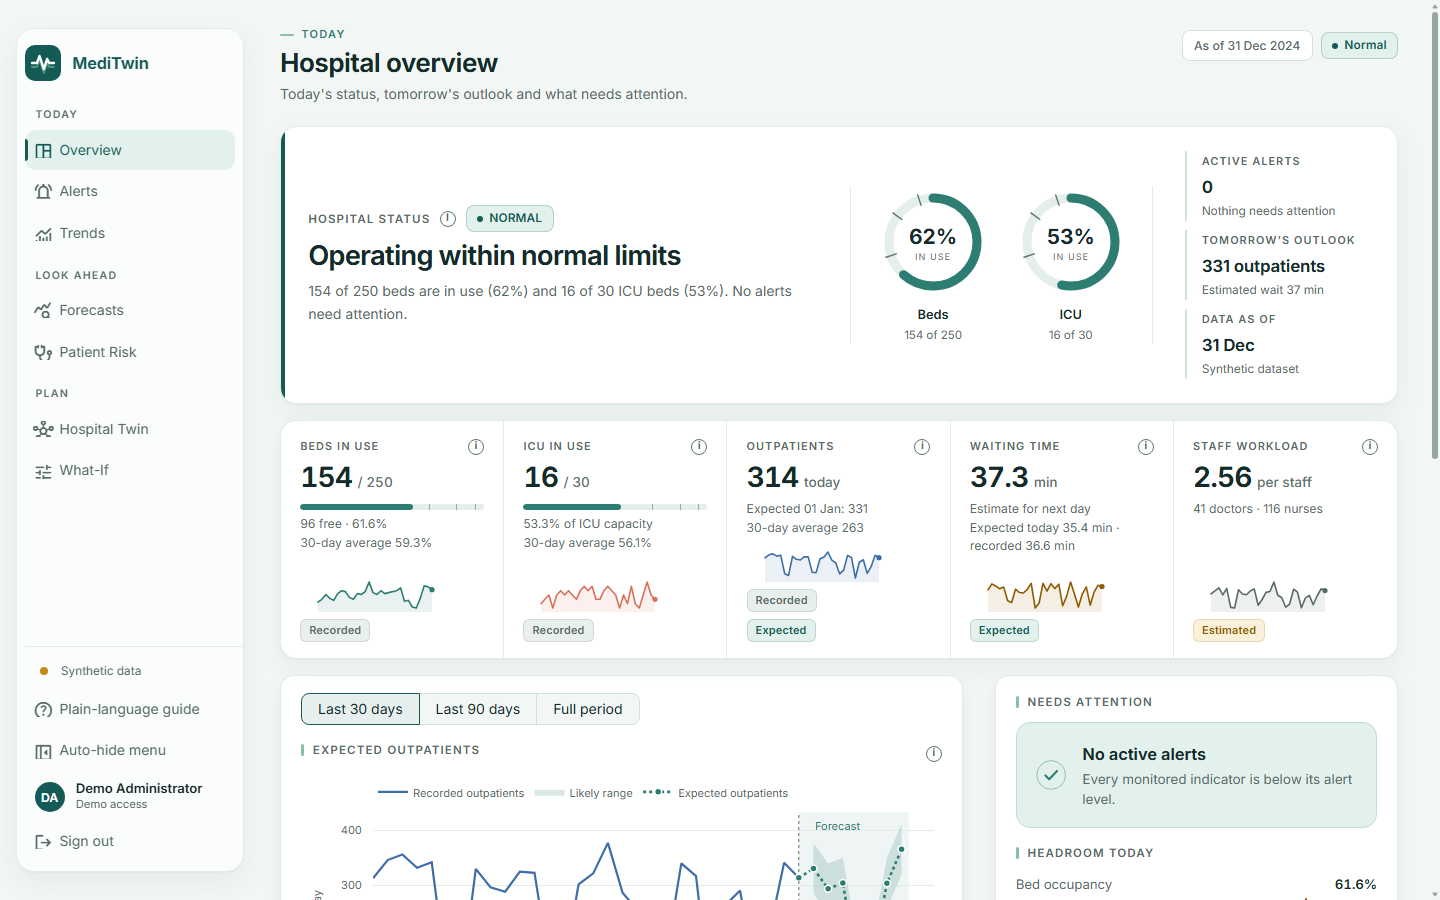 MediTwin
TODAY
Overview
Alerts
Trends
LOOK AHEAD
Forecasts
Patient Risk
PLAN
Hospital Twin
What-If
Synthetic data
Plain-language guide
Auto-hide menu
DA
Demo Administrator
Demo access
Sign out
TODAY
Hospital overview
Today's status, tomorrow's outlook and what needs attention.
As of 31 Dec 2024
Normal
HOSPITAL STATUS
NORMAL
Operating within normal limits
154 of 250 beds are in use (62%) and 16 of 30 ICU beds (53%). No alerts
need attention.
62%
IN USE
Beds
154 of 250
53%
IN USE
ICU
16 of 30
ACTIVE ALERTS
0
Nothing needs attention
TOMORROW'S OUTLOOK
331 outpatients
Estimated wait 37 min
DATA AS OF
31 Dec
Synthetic dataset
BEDS IN USE
154 / 250
96 free · 61.6%
30-day average 59.3%
Recorded
ICU IN USE
16 / 30
53.3% of ICU capacity
30-day average 56.1%
Recorded
OUTPATIENTS
314 today
Expected 01 Jan: 331
30-day average 263
Recorded
Expected
WAITING TIME
37.3 min
Estimate for next day
Expected today 35.4 min ·
recorded 36.6 min
Expected
STAFF WORKLOAD
2.56 per staff
41 doctors · 116 nurses
Estimated
Last 30 days
Last 90 days
Full period
EXPECTED OUTPATIENTS
Recorded outpatients
Likely range
Expected outpatients
Forecast
400
300
NEEDS ATTENTION
No active alerts
Every monitored indicator is below its alert
level.
HEADROOM TODAY
Bed occupancy
61.6%